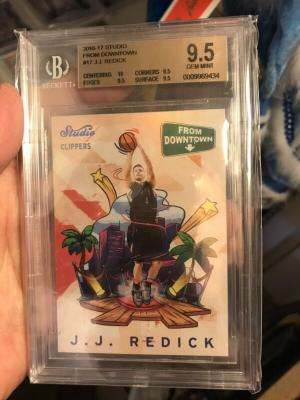 2016-17 STUDIO
FROM DOWNTOWN
#17 J.J. REDICK
9.5
GEM MINT
CENTERING 10 CORNERS 9.5
EDGES 9.5 SURFACE 9.5
0009969434
B
BECKETT
Studio
CLIPPERS
FROM
DOWNTOWN
J.J. REDICK